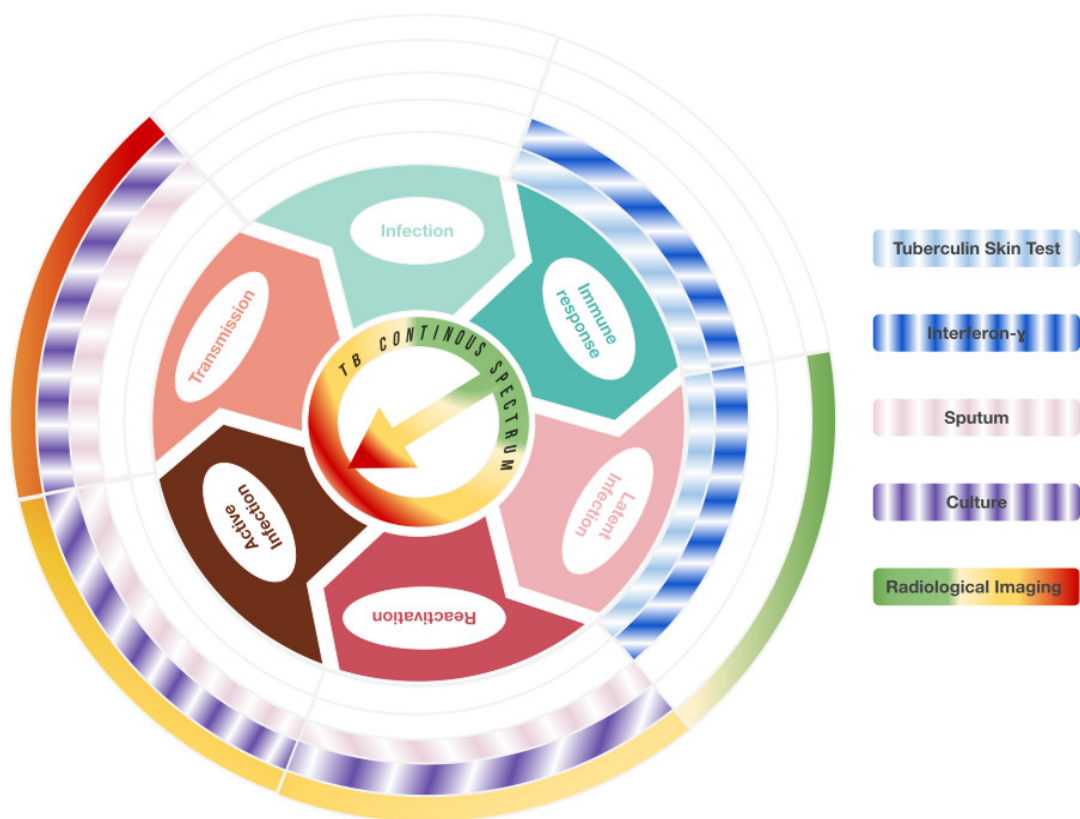 Infection
Immune
response
Latent
Infection
Reactivation
Active
Infection
Transmission
TB CONTINOUS SPECTRUM
Tuberculin Skin Test
Interferon-ɣ
Sputum
Culture
Radiological Imaging